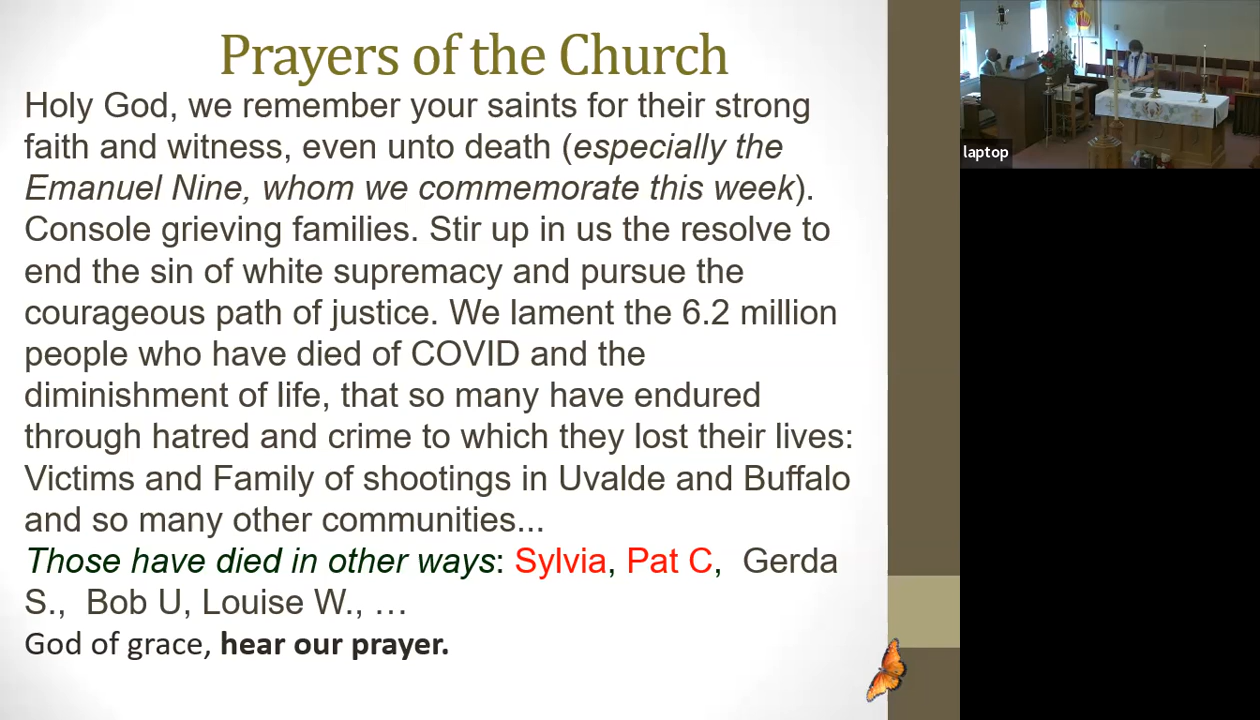 Prayers of the Church
Holy God, we remember your saints for their strong
faith and witness, even unto death (especially the
Emanuel Nine, whom we commemorate this week).
Console grieving families. Stir up in us the resolve to
end the sin of white supremacy and pursue the
courageous path of justice. We lament the 6.2 million
people who have died of COVID and the
diminishment of life, that so many have endured
through hatred and crime to which they lost their lives:
Victims and Family of shootings in Uvalde and Buffalo
and so many other communities...
Those have died in other ways: Sylvia, Pat C, Gerda
S., Bob U, Louise W., …
God of grace, hear our prayer.
laptop